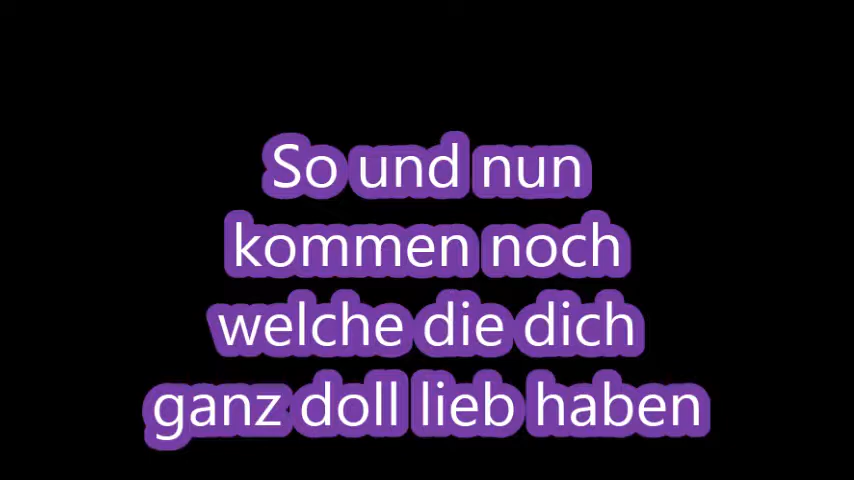 So und nun
kommen noch
welche die dich
ganz doll lieb haben